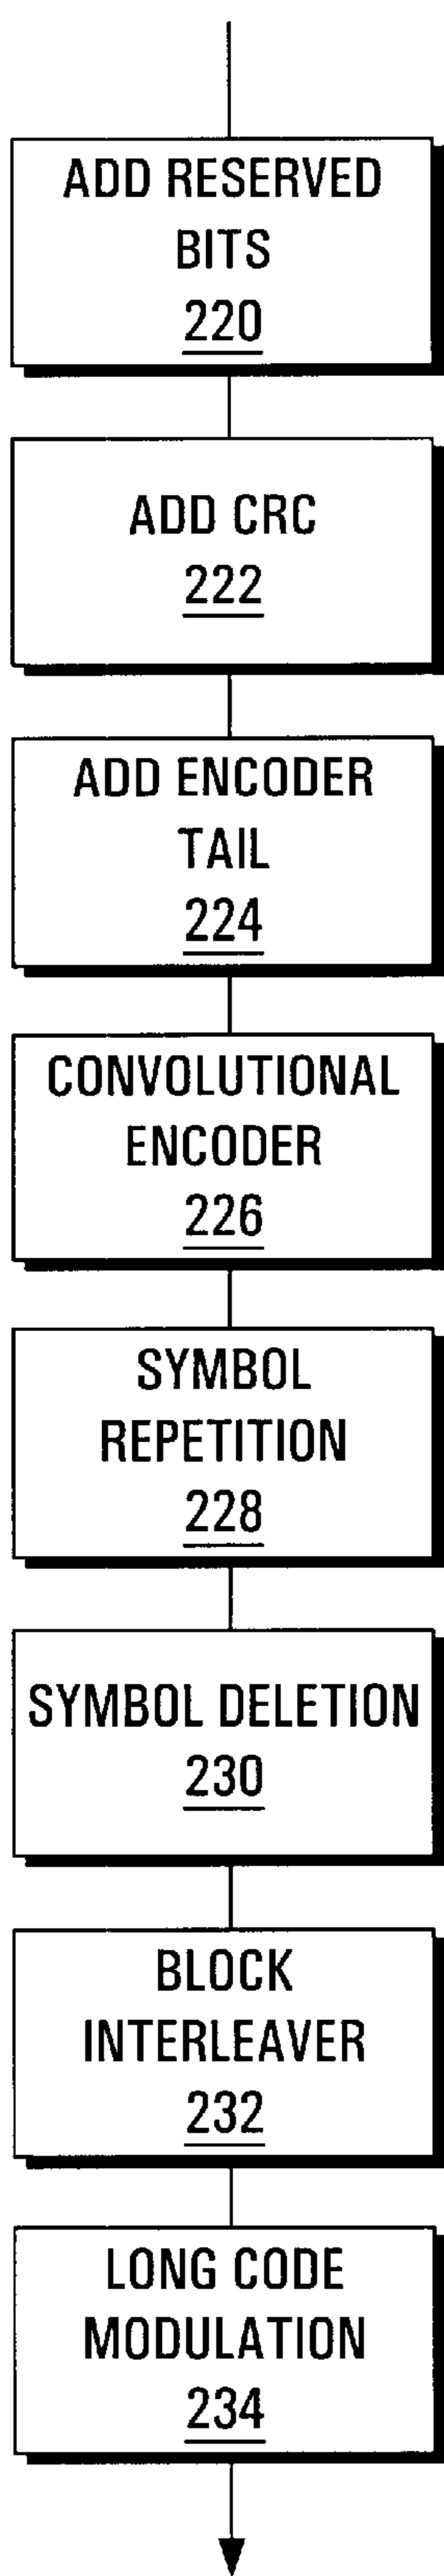 ADD RESERVED
BITS
220
ADD CRC
222
ADD ENCODER
TAIL
224
CONVOLUTIONAL
ENCODER
226
SYMBOL
REPETITION
228
SYMBOL DELETION
230
BLOCK
INTERLEAVER
232
LONG CODE
MODULATION
234